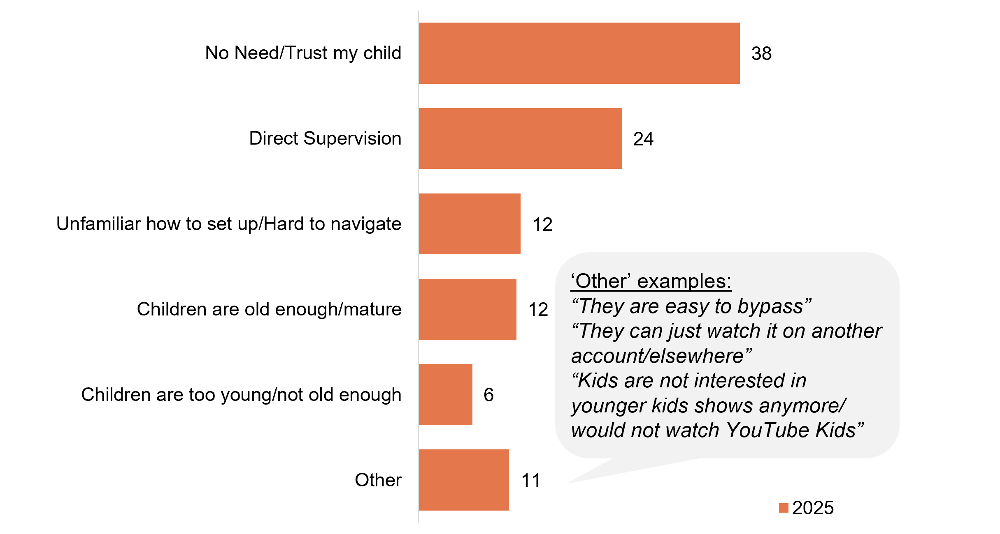 No Need/Trust my child
38
Direct Supervision
24
Unfamiliar how to set up/Hard to navigate
12
Children are old enough/mature
12
Children are too young/not old enough
6
Other
11
‘Other’ examples:
“They are easy to bypass”
“They can just watch it on another
account/elsewhere”
“Kids are not interested in
younger kids shows anymore/
would not watch YouTube Kids”
2025